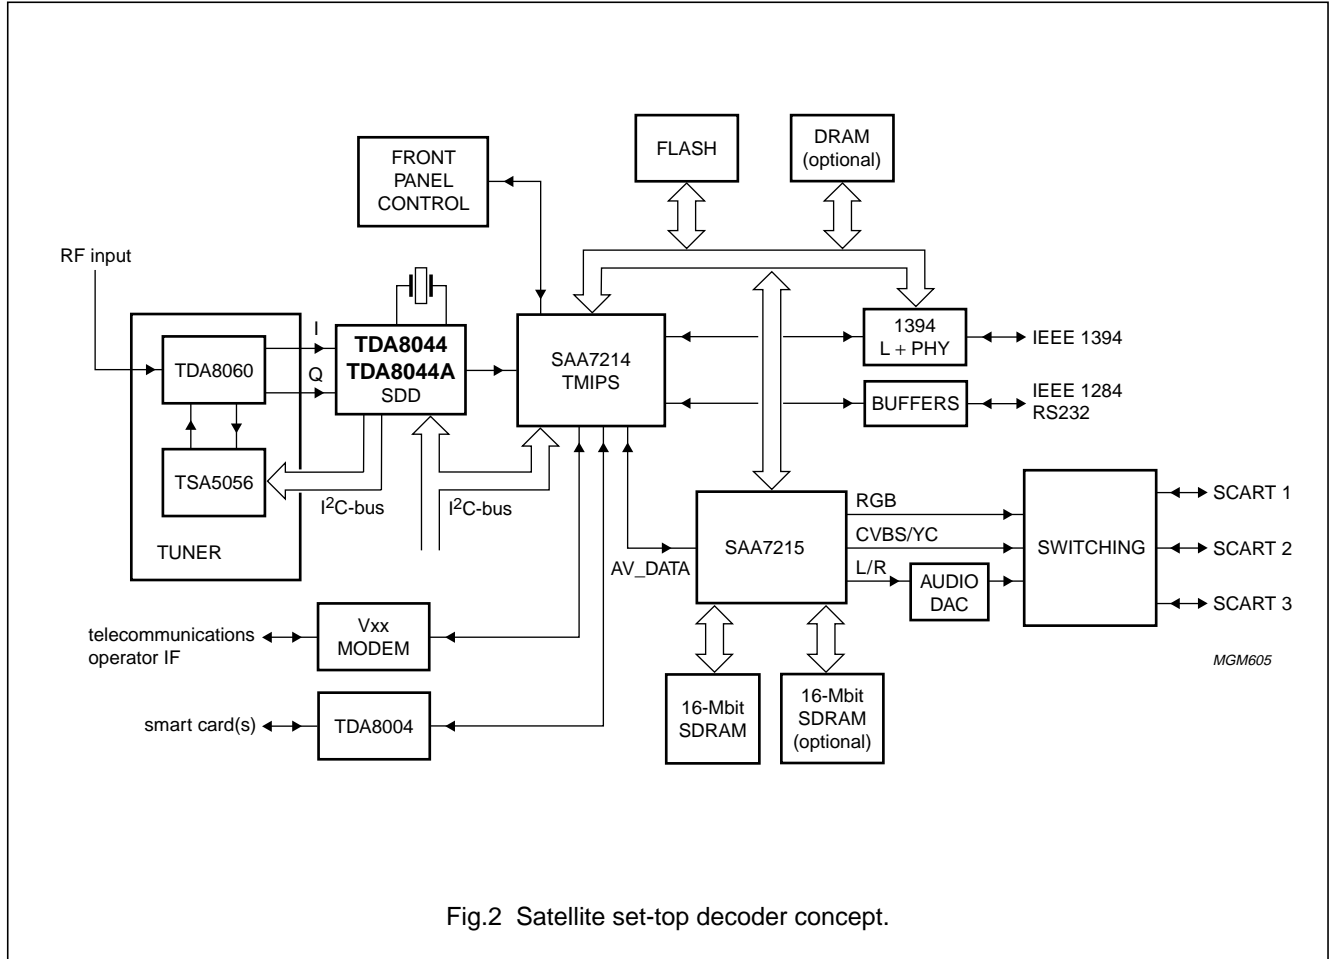 FLASH
DRAM
(optional)
FRONT
PANEL
CONTROL
RF input
I
Q
TDA8060
TDA8044
TDA8044A
SDD
SAA7214
TMIPS
1394
L + PHY
IEEE 1394
BUFFERS
IEEE 1284
RS232
TSA5056
TUNER
I²C-bus
I²C-bus
AV_DATA
SAA7215
RGB
CVBS/YC
L/R
AUDIO
DAC
SWITCHING
SCART 1
SCART 2
SCART 3
telecommunications
operator IF
Vxx
MODEM
smart card(s)
TDA8004
16-Mbit
SDRAM
16-Mbit
SDRAM
(optional)
MGM605
Fig.2 Satellite set-top decoder concept.